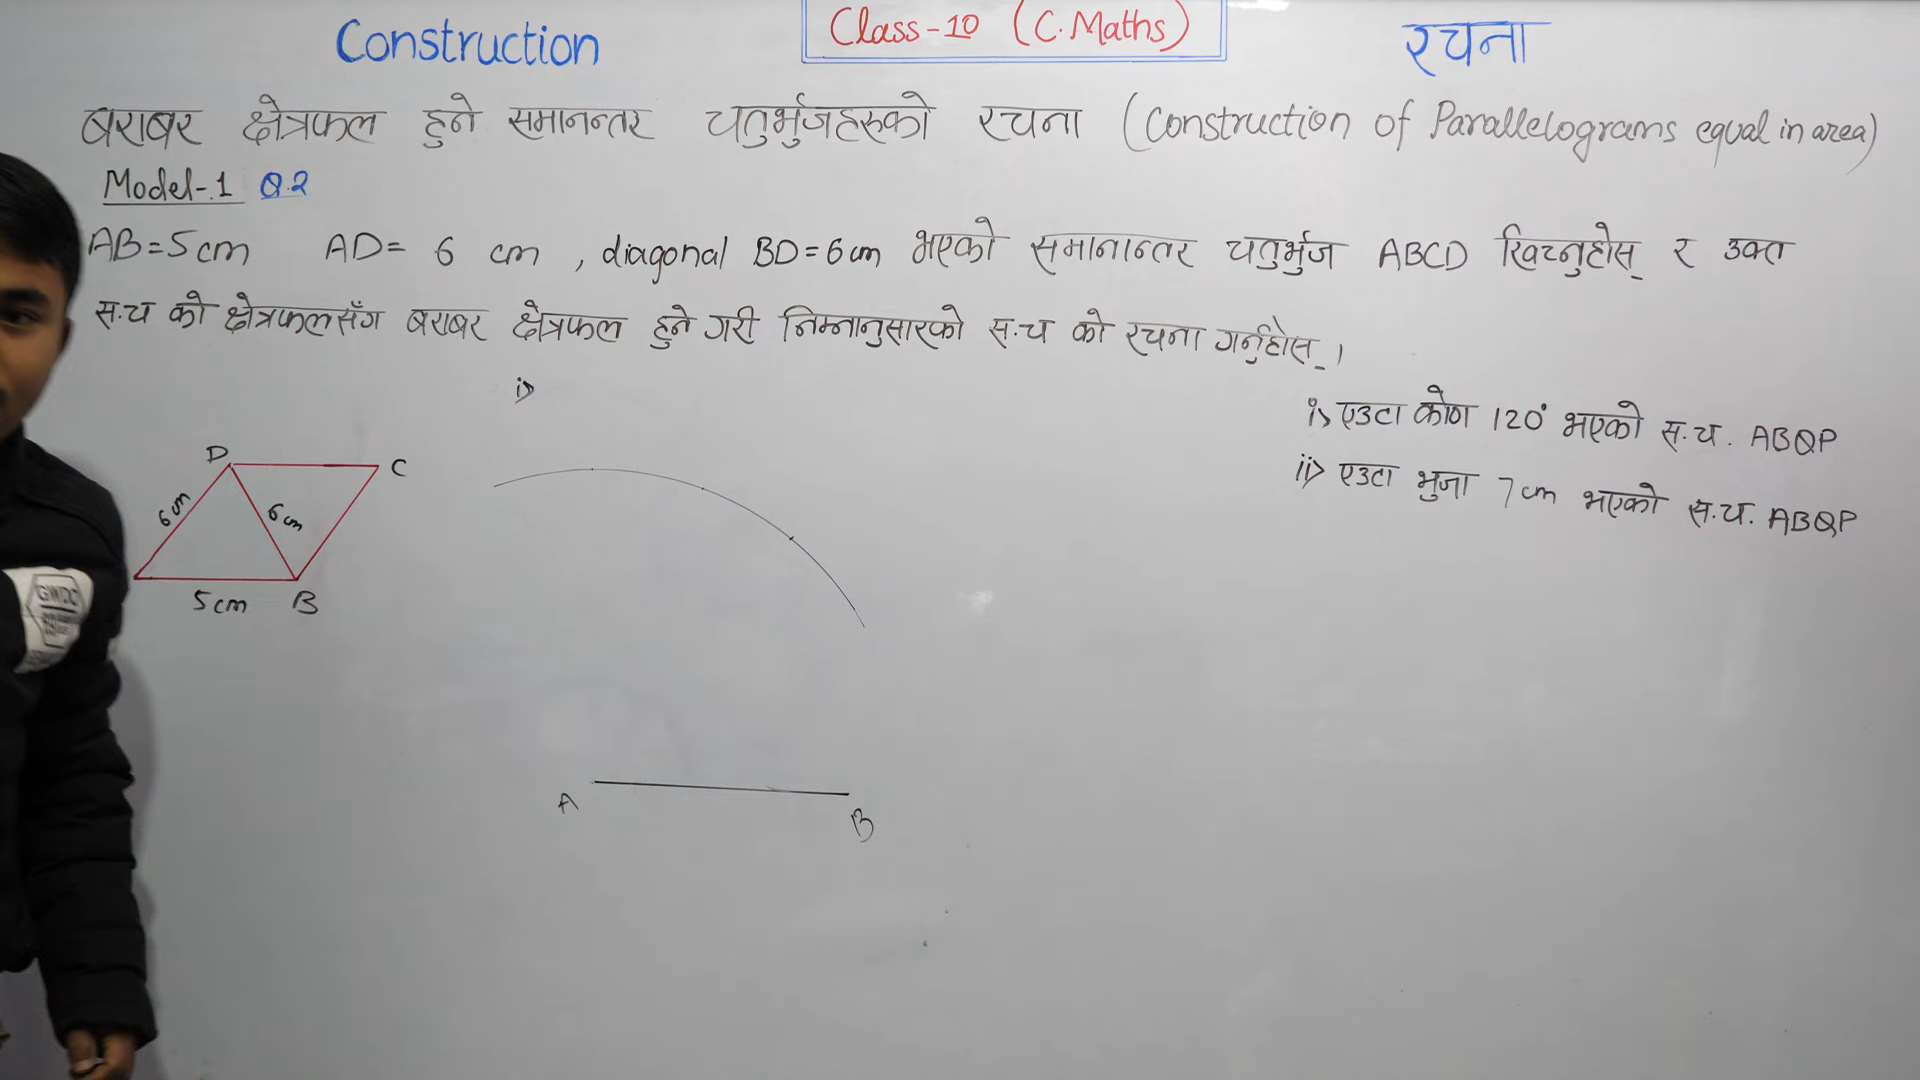 Construction
Class-10 (C.Maths)
रचना
बराबर क्षेत्रफल हुने समानन्तर चतुर्भुजहरुको रचना (Construction of Parallelograms equal in area)
Model-.1 Q.2
AB=5cm AD= 6 cm , diagonal BD=6cm भएको समानान्तर चतुर्भुज ABCD खिच्नुहोस् र उक्त
स.च को क्षेत्रफलसँग बराबर क्षेत्रफल हुने गरी निम्नानुसारको स.च को रचना गर्नुहोस् ।
i>
i> एउटा कोण 120° भएको स.च. ABQP
ii> एउटा भुजा 7cm भएको स.च. ABQP
D
C
6cm
6cm
5cm
B
GWDC
A
B